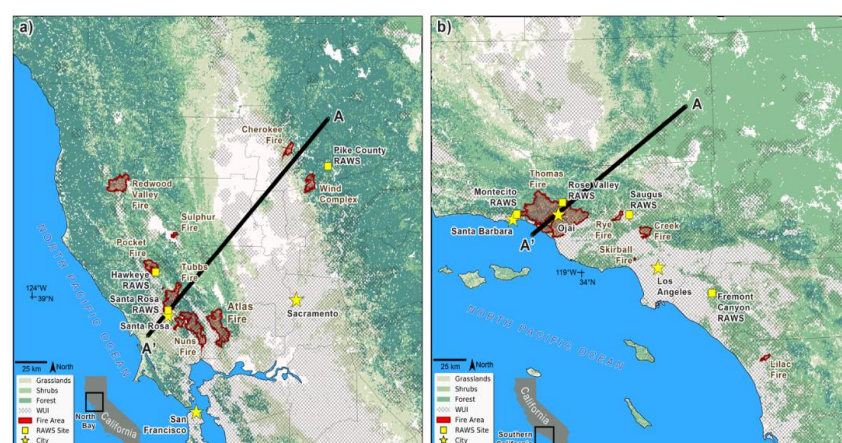 a)
A
Cherokee
Fire
Pike County
RAWS
Redwood
Valley
Fire
Wind
Complex
Sulphur
Fire
Pocket
Fire
Tubbs
Fire
Hawkeye
RAWS
124°W
39°N
Santa Rosa
RAWS
Atlas
Fire
Sacramento
Santa Rosa
NORTH PACIFIC OCEAN
A'
Nuns
Fire
25 km
North
Grasslands
Shrubs
Forest
WUI
Fire Area
RAWS Site
City
North
Bay
California
San
Francisco
b)
A
Thomas
Fire
Rose Valley
RAWS
Montecito
RAWS
Saugus
RAWS
Santa Barbara
Ojai
Rye
Fire
Creek
Fire
A'
Skirball
Fire
119°W
34°N
Los
Angeles
Fremont
Canyon
RAWS
NORTH PACIFIC OCEAN
Lilac
Fire
25 km
North
Grasslands
Shrubs
Forest
WUI
Fire Area
RAWS Site
City
California
Southern